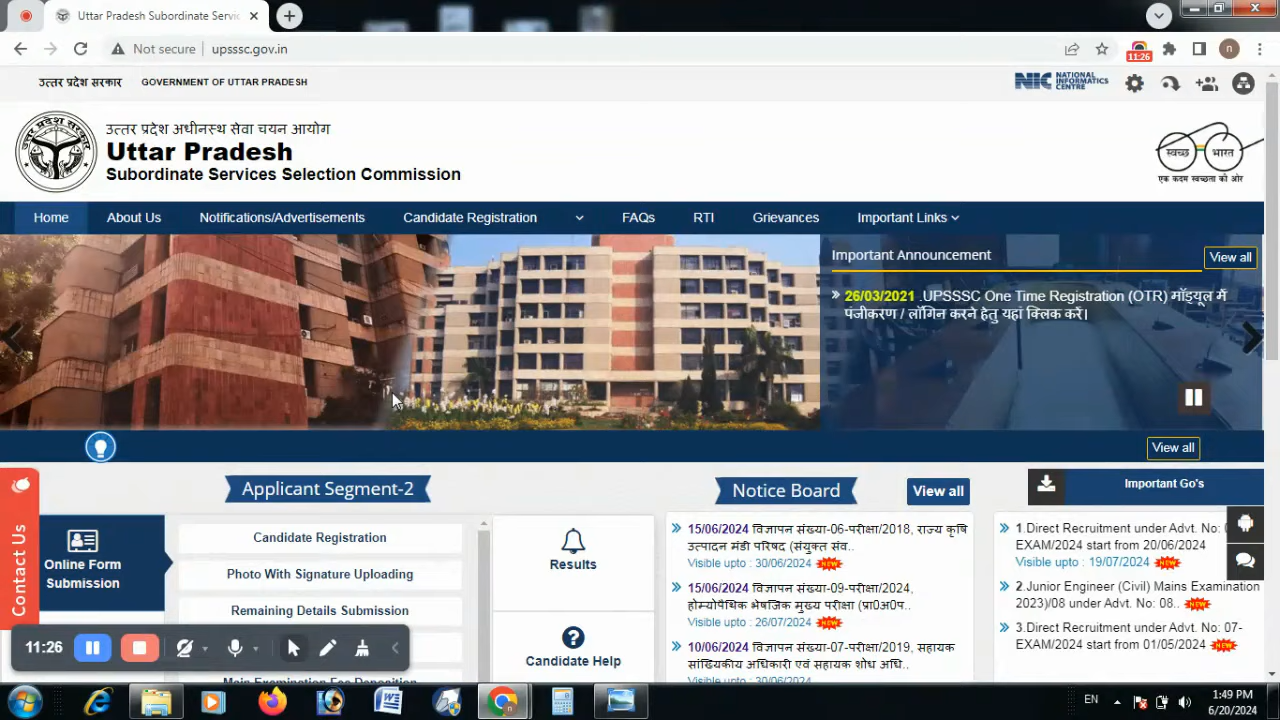 Uttar Pradesh Subordinate Servic
Not secure
upsssc.gov.in
11:26
n
उत्तर प्रदेश सरकार
GOVERNMENT OF UTTAR PRADESH
NIC NATIONAL
INFORMATICS
CENTRE
उत्तर प्रदेश अधीनस्थ सेवा चयन आयोग
Uttar Pradesh
Subordinate Services Selection Commission
स्वच्छ भारत
एक कदम स्वच्छता की ओर
Home
About Us
Notifications/Advertisements
Candidate Registration
FAQs
RTI
Grievances
Important Links
Important Announcement
View all
26/03/2021 .UPSSSC One Time Registration (OTR) मॉड्यूल में
पंजीकरण / लॉगिन करने हेतु यहां क्लिक करें।
View all
Contact Us
Applicant Segment-2
Online Form
Submission
Candidate Registration
Photo With Signature Uploading
Remaining Details Submission
Main Examination Fee Deposition
Results
Candidate Help
Notice Board
View all
15/06/2024 विज्ञापन संख्या-06-परीक्षा/2018, राज्य कृषि
उत्पादन मंडी परिषद (संयुक्त संव..
Visible upto : 30/06/2024 NEW
15/06/2024 विज्ञापन संख्या-09-परीक्षा/2024,
होम्योपैथिक भेषजिक मुख्य परीक्षा (प्रा0अ0प..
Visible upto : 26/07/2024 NEW
10/06/2024 विज्ञापन संख्या-07-परीक्षा/2019, सहायक
सांख्यिकीय अधिकारी एवं सहायक शोध अधि..
Visible upto : 30/06/2024
Important Go's
1.Direct Recruitment under Advt. No:
EXAM/2024 start from 20/06/2024
Visible upto : 19/07/2024 NEW
2.Junior Engineer (Civil) Mains Examination
2023)/08 under Advt. No: 08.. NEW
3.Direct Recruitment under Advt. No: 07-
EXAM/2024 start from 01/05/2024 NEW
11:26
EN
1:49 PM
6/20/2024